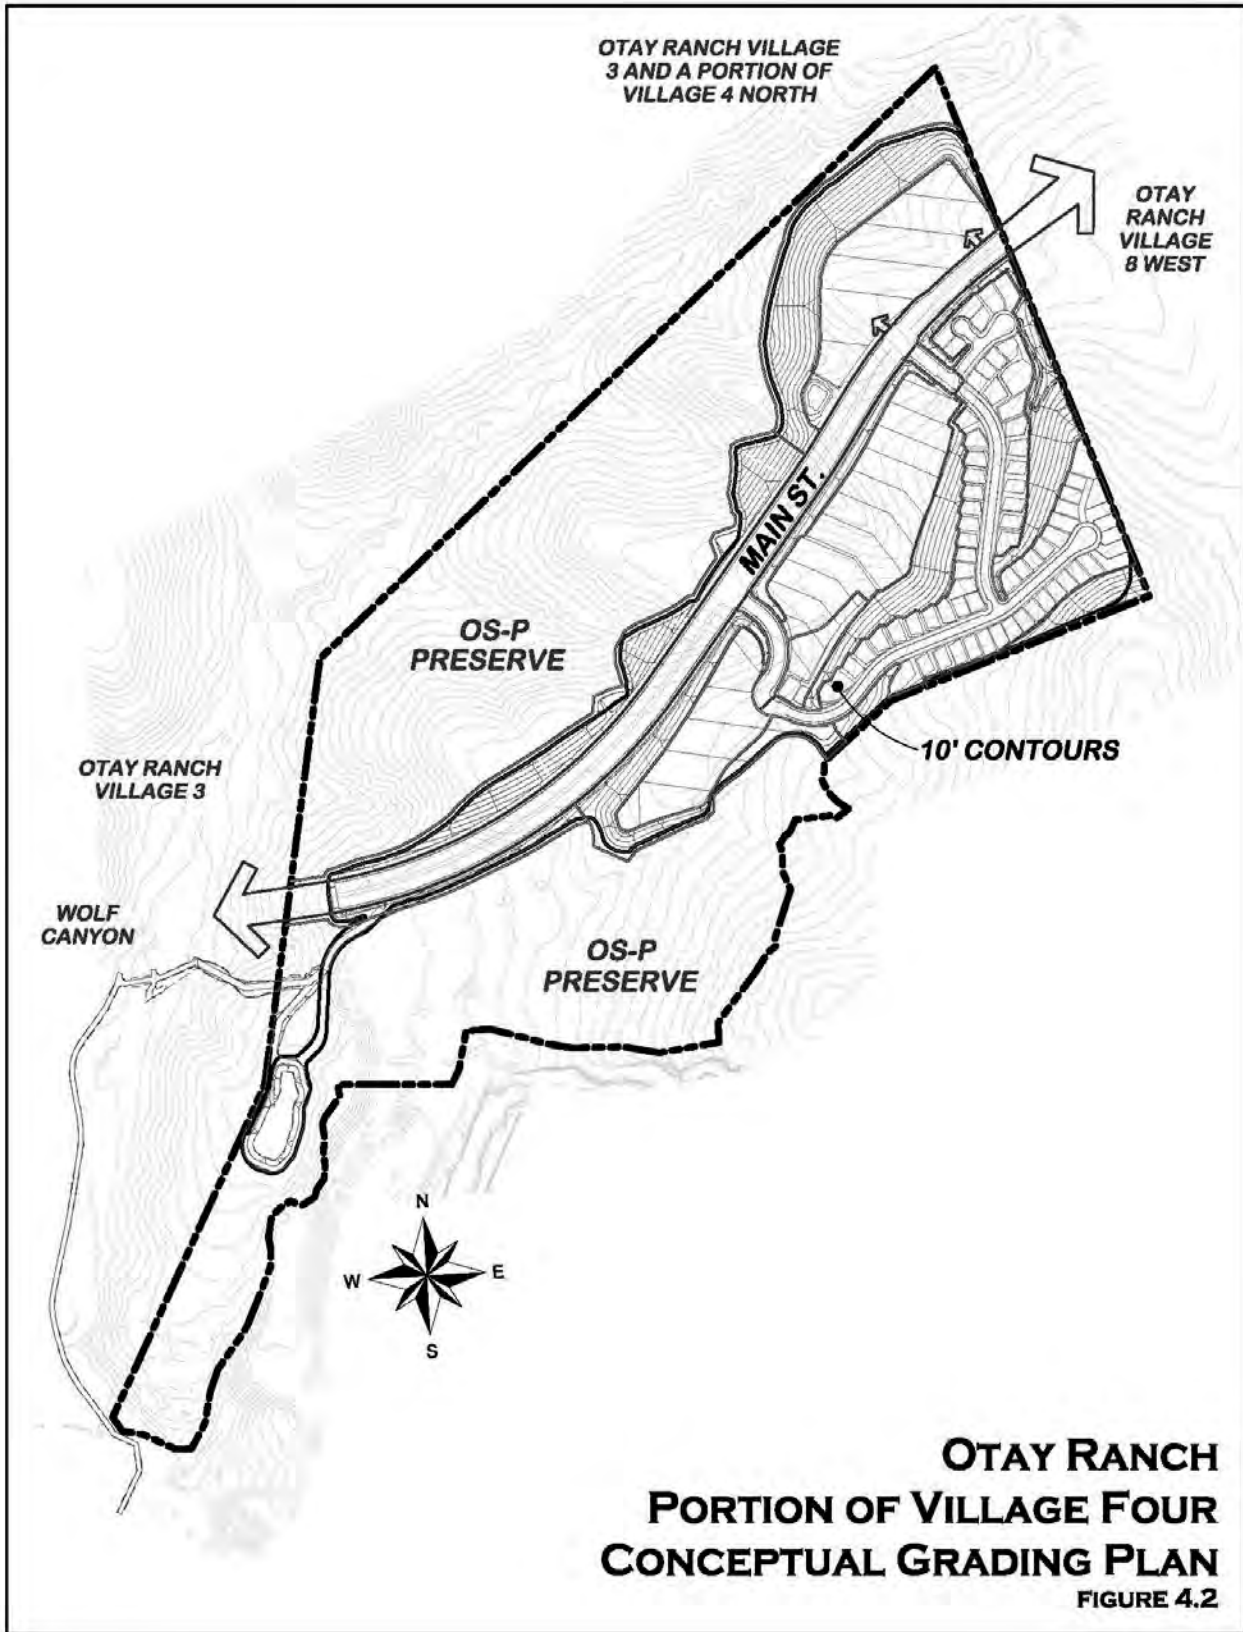 OTAY RANCH VILLAGE
3 AND A PORTION OF
VILLAGE 4 NORTH
OTAY
RANCH
VILLAGE
8 WEST
MAIN ST.
OS-P
PRESERVE
10' CONTOURS
OTAY RANCH
VILLAGE 3
WOLF
CANYON
OS-P
PRESERVE
N
W
E
S
OTAY RANCH
PORTION OF VILLAGE FOUR
CONCEPTUAL GRADING PLAN
FIGURE 4.2